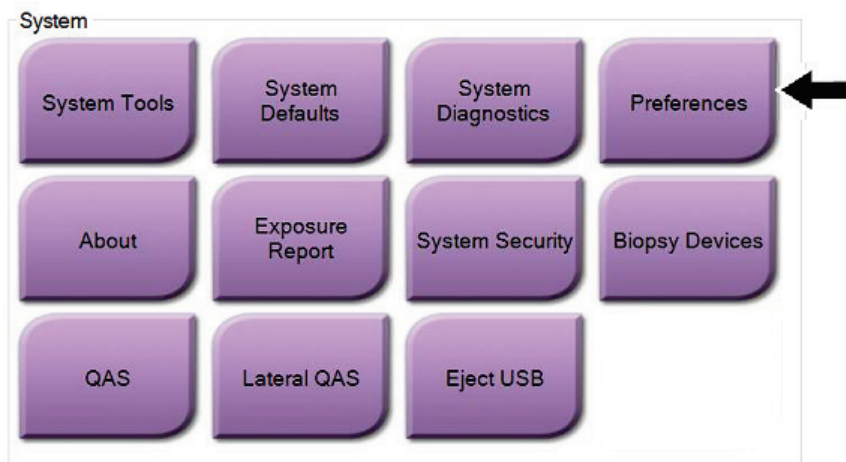 System
System Tools
System
Defaults
System
Diagnostics
Preferences
About
Exposure
Report
System Security
Biopsy Devices
QAS
Lateral QAS
Eject USB